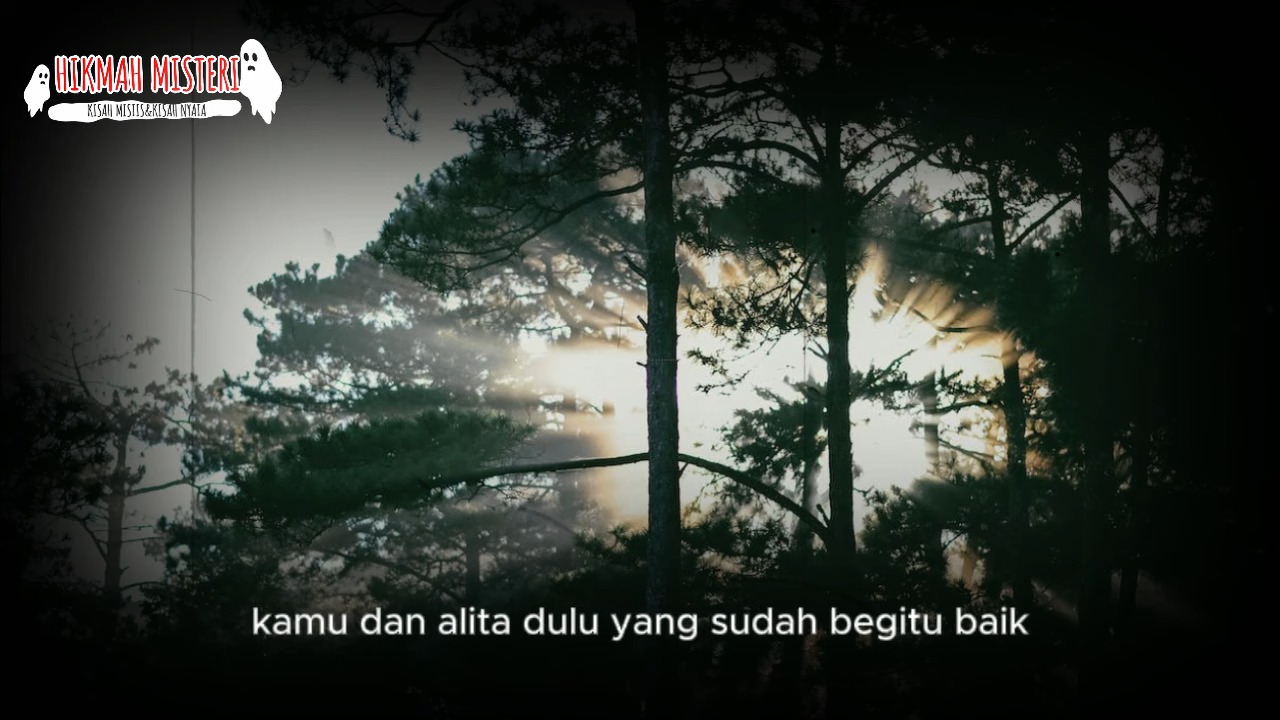 HIKMAH MISTERI
KISAH MISTIS&KISAH NYATA
kamu dan alita dulu yang sudah begitu baik